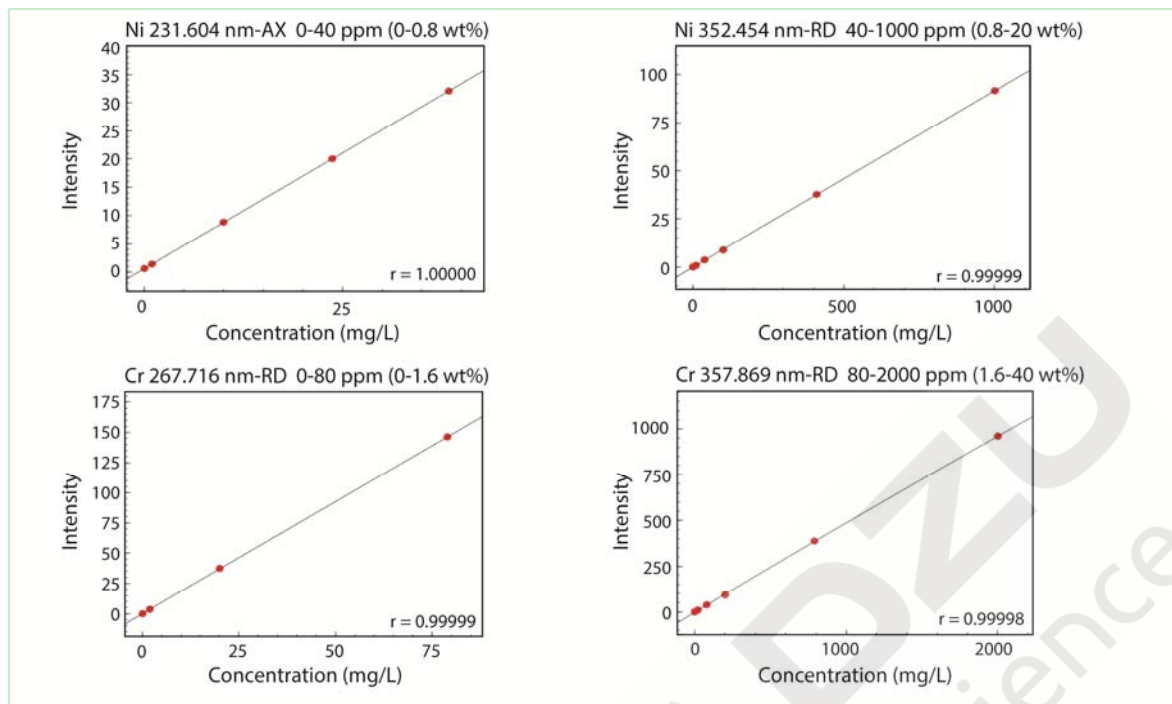 Ni 231.604 nm-AX 0-40 ppm (0-0.8 wt%)
40
35
30
25
20
15
10
5
0
Intensity
r = 1.00000
0
25
Concentration (mg/L)
Ni 352.454 nm-RD 40-1000 ppm (0.8-20 wt%)
100
75
50
25
0
Intensity
r = 0.99999
0
500
1000
Concentration (mg/L)
Cr 267.716 nm-RD 0-80 ppm (0-1.6 wt%)
175
150
125
100
75
50
25
0
Intensity
r = 0.99999
0
25
50
75
Concentration (mg/L)
Cr 357.869 nm-RD 80-2000 ppm (1.6-40 wt%)
1000
750
500
250
0
Intensity
r = 0.99998
0
1000
2000
Concentration (mg/L)
DZU
ience